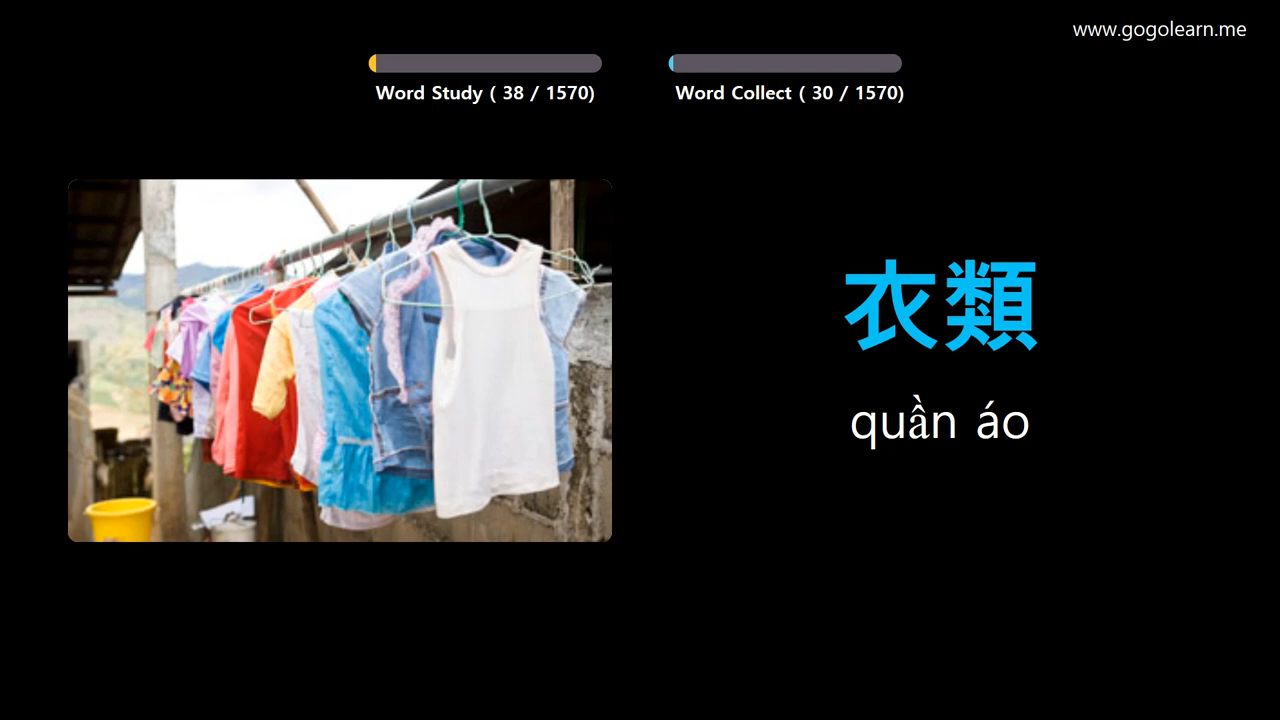 www.gogolearn.me
Word Study ( 38 / 1570)
Word Collect ( 30 / 1570)
衣類
quần áo